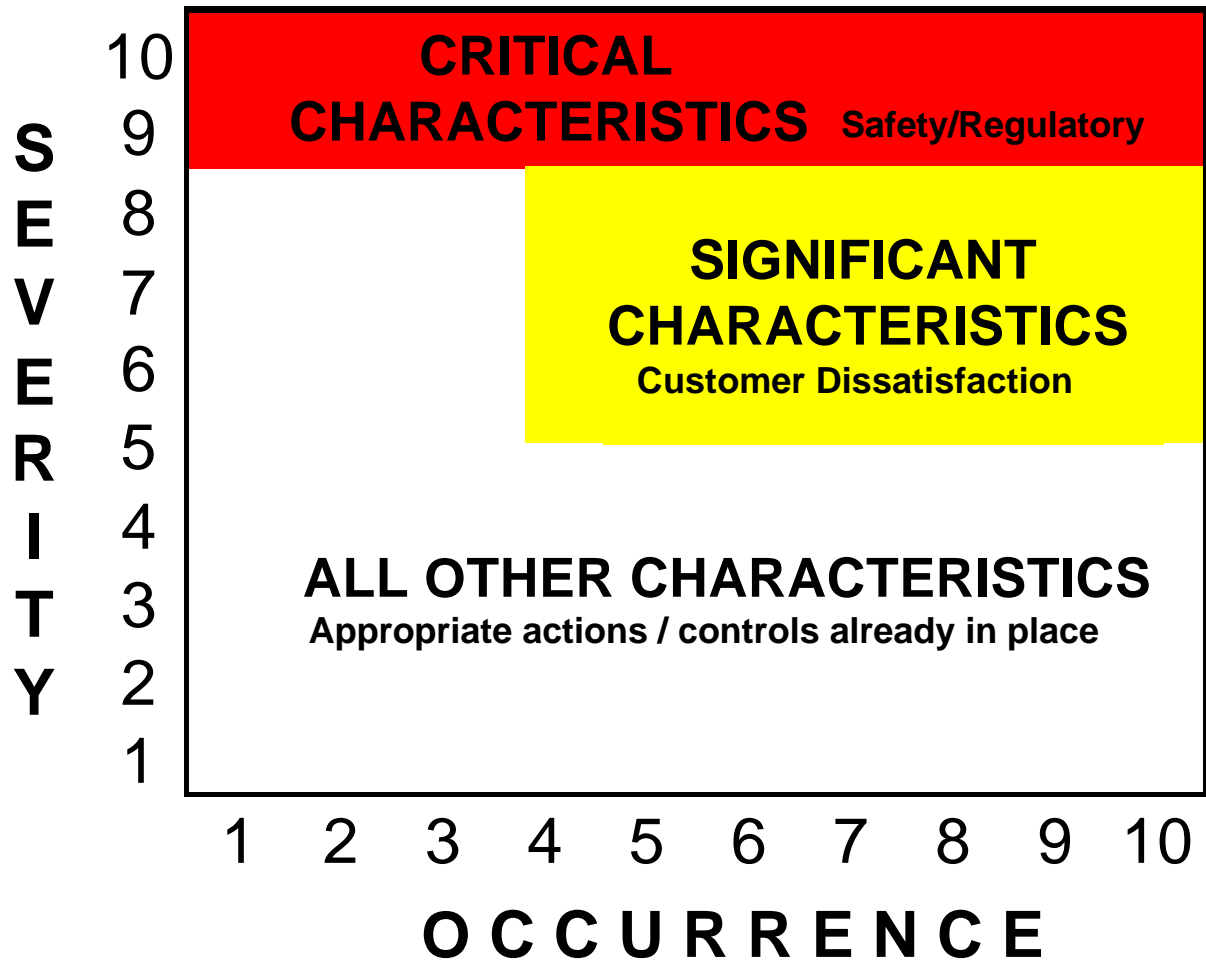 SEVERITY
10
9
8
7
6
5
4
3
2
1
CRITICAL
CHARACTERISTICS Safety/Regulatory
SIGNIFICANT
CHARACTERISTICS
Customer Dissatisfaction
ALL OTHER CHARACTERISTICS
Appropriate actions / controls already in place
1 2 3 4 5 6 7 8 9 10
OCCURRENCE